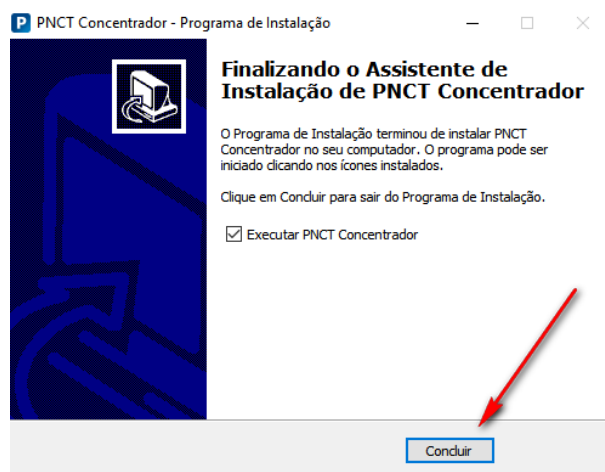 PNCT Concentrador - Programa de Instalação
Finalizando o Assistente de
Instalação de PNCT Concentrador
O Programa de Instalação terminou de instalar PNCT
Concentrador no seu computador. O programa pode ser
iniciado clicando nos ícones instalados.
Clique em Concluir para sair do Programa de Instalação.
Executar PNCT Concentrador
Concluir